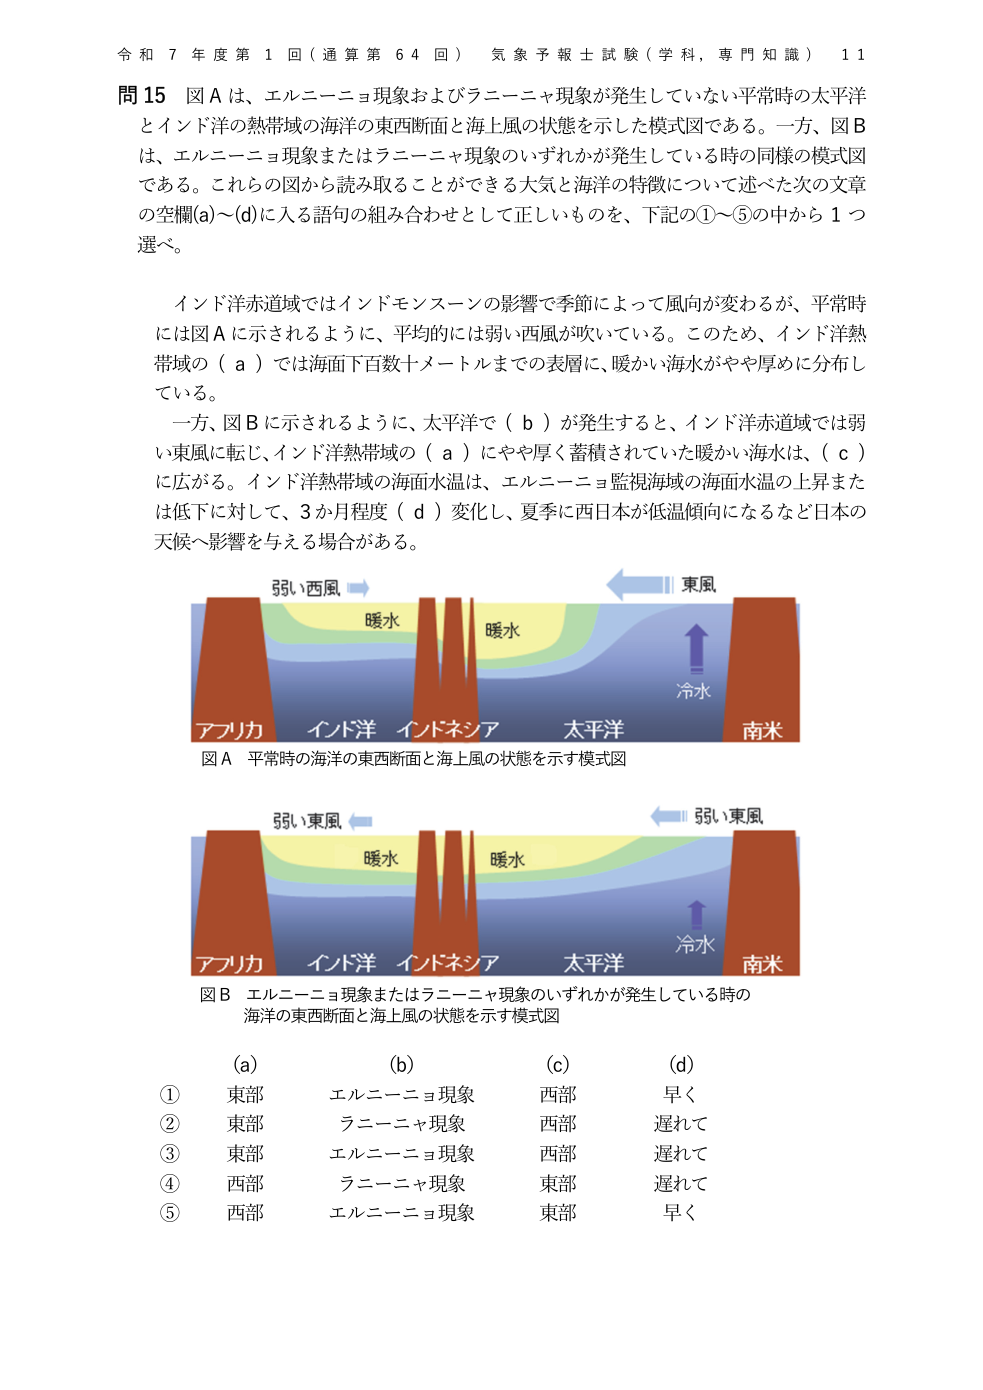 令和7年度第1回(通算第64回) 気象予報士試験(学科,専門知識) 11
問15 図Aは、エルニーニョ現象およびラニーニャ現象が発生していない平常時の太平洋
とインド洋の熱帯域の海洋の東西断面と海上風の状態を示した模式図である。一方、図B
は、エルニーニョ現象またはラニーニャ現象のいずれかが発生している時の同様の模式図
である。これらの図から読み取ることができる大気と海洋の特徴について述べた次の文章
の空欄(a)～(d)に入る語句の組み合わせとして正しいものを、下記の①～⑤の中から1つ
選べ。
インド洋赤道域ではインドモンスーンの影響で季節によって風向が変わるが、平常時
には図Aに示されるように、平均的には弱い西風が吹いている。このため、インド洋熱
帯域の( a )では海面下百数十メートルまでの表層に、暖かい海水がやや厚めに分布し
ている。
一方、図Bに示されるように、太平洋で( b )が発生すると、インド洋赤道域では弱
い東風に転じ、インド洋熱帯域の( a )にやや厚く蓄積されていた暖かい海水は、( c )
に広がる。インド洋熱帯域の海面水温は、エルニーニョ監視海域の海面水温の上昇また
は低下に対して、3か月程度( d )変化し、夏季に西日本が低温傾向になるなど日本の
天候へ影響を与える場合がある。
弱い西風 東風
暖水 暖水
冷水
アフリカ インド洋 インドネシア 太平洋 南米
図A 平常時の海洋の東西断面と海上風の状態を示す模式図
弱い東風 弱い東風
暖水 暖水
冷水
アフリカ インド洋 インドネシア 太平洋 南米
図B エルニーニョ現象またはラニーニャ現象のいずれかが発生している時の
海洋の東西断面と海上風の状態を示す模式図
(a) (b) (c) (d)
① 東部 エルニーニョ現象 西部 早く
② 東部 ラニーニャ現象 西部 遅れて
③ 東部 エルニーニョ現象 西部 遅れて
④ 西部 ラニーニャ現象 東部 遅れて
⑤ 西部 エルニーニョ現象 東部 早く